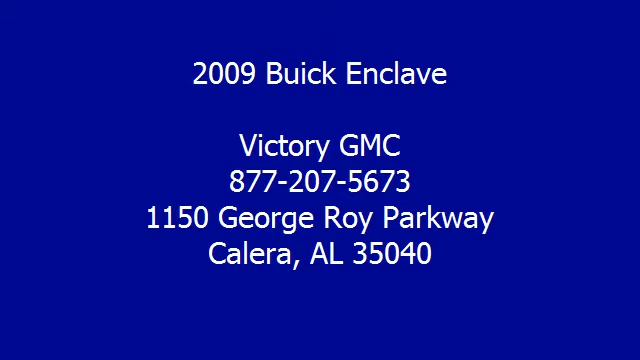 2009 Buick Enclave
Victory GMC
877-207-5673
1150 George Roy Parkway
Calera, AL 35040